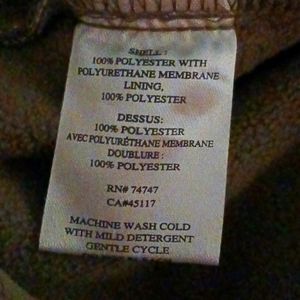 SHELL:
100% POLYESTER WITH
POLYURETHANE MEMBRANE
LINING,
100% POLYESTER
DESSUS:
100% POLYESTER
AVEC POLYURÉTHANE MEMBRANE
DOUBLURE:
100% POLYESTER
RN# 74747
CA#45117
MACHINE WASH COLD
WITH MILD DETERGENT
GENTLE CYCLE